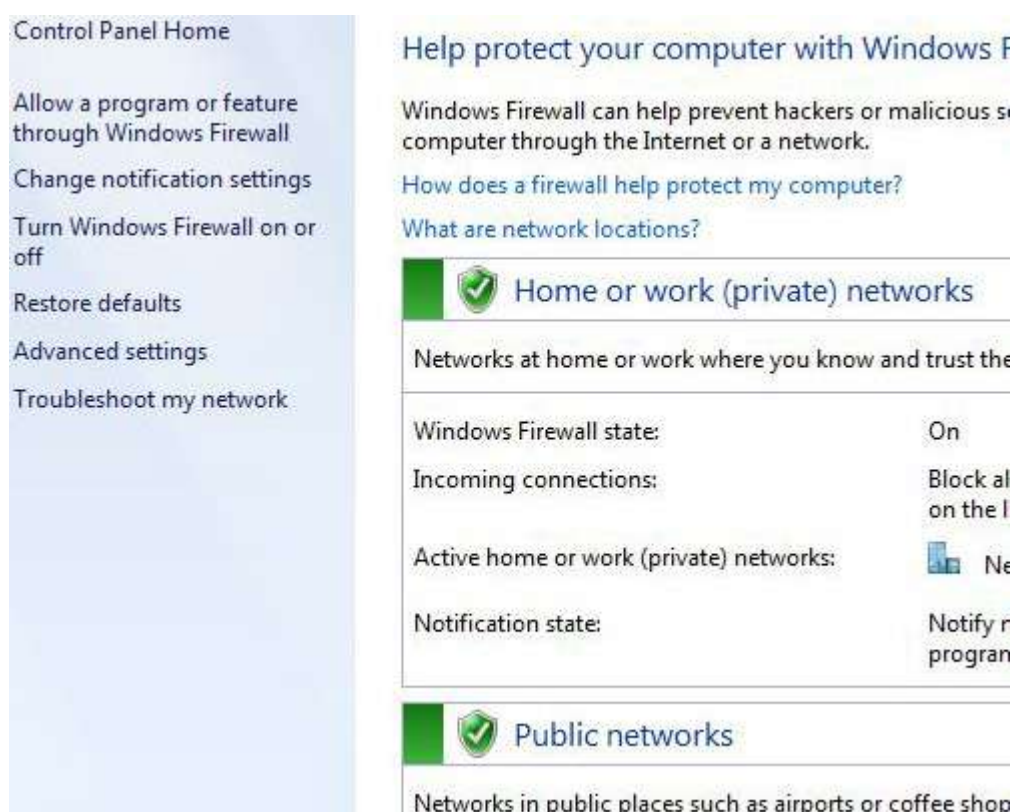 Control Panel Home
Allow a program or feature
through Windows Firewall
Change notification settings
Turn Windows Firewall on or
off
Restore defaults
Advanced settings
Troubleshoot my network
Help protect your computer with Windows
Windows Firewall can help prevent hackers or malicious
computer through the Internet or a network.
How does a firewall help protect my computer?
What are network locations?
Home or work (private) networks
Networks at home or work where you know and trust the
Windows Firewall state: On
Incoming connections: Block
on the
Active home or work (private) networks:
Notification state: Notify
Public networks
Networks in public places such as airports or coffee